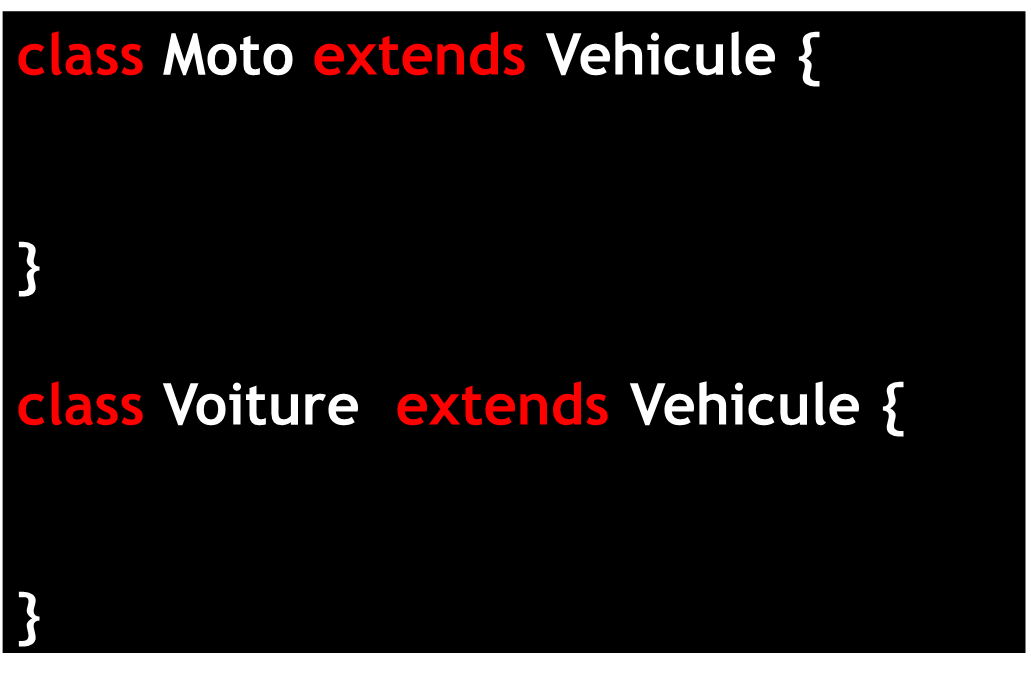 class Moto extends Vehicule {
}
class Voiture  extends Vehicule {
}